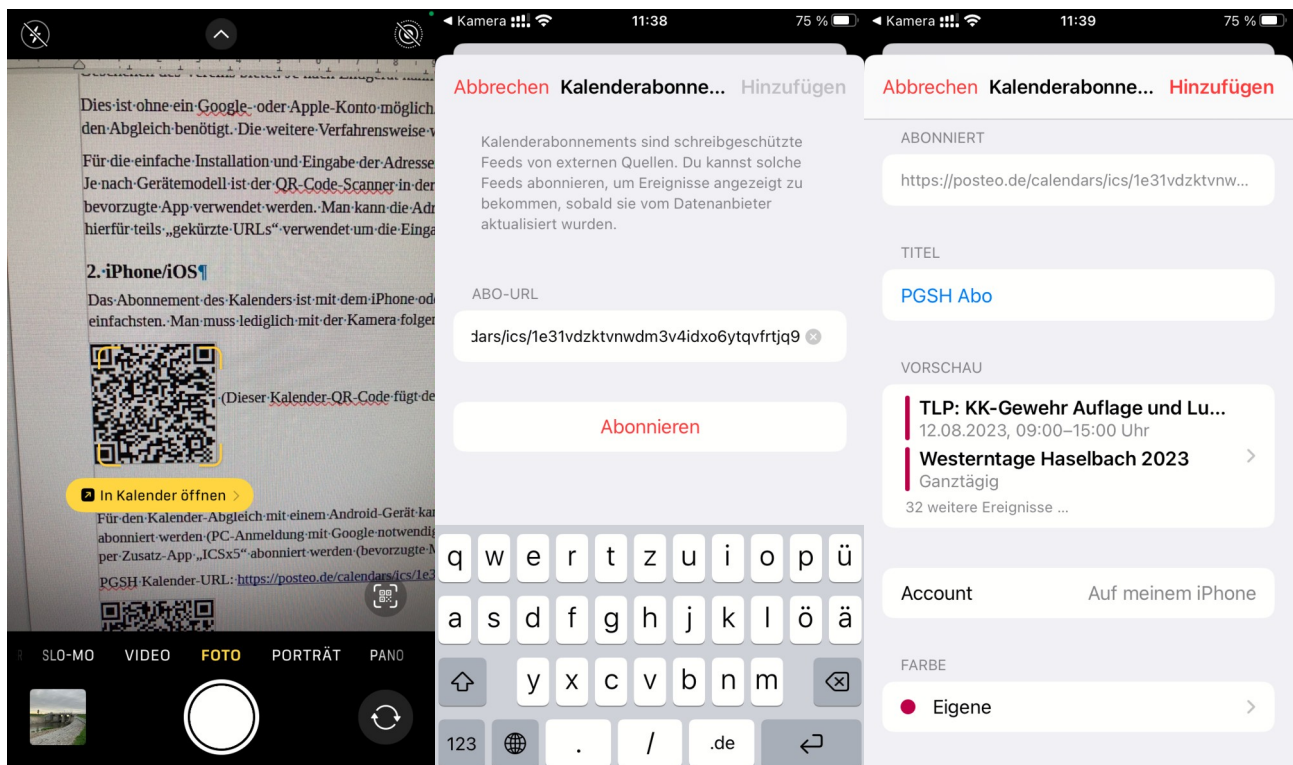 Dies·ist·ohne·ein·Google-·oder·Apple-Konto·möglich
den·Abgleich·benötigt.·Die·weitere·Verfahrensweise
Für·die·einfache·Installation·und·Eingabe·der·Adresse
Je·nach·Gerätemodell·ist·der·QR-Code-Scanner·in·der
bevorzugte·App·verwendet·werden.·Man·kann·die·Adr
hierfür·teils·„gekürzte·URLs“·verwendet·um·die·Einga
2.·iPhone/iOS¶
Das·Abonnement·des·Kalenders·ist·mit·dem·iPhone·od
einfachsten.·Man·muss·lediglich·mit·der·Kamera·folger
(Dieser·Kalender-QR-Code·fügt·de
In Kalender öffnen
Für·den·Kalender-Abgleich·mit·einem·Android-Gerät·kan
abonniert·werden·(PC-Anmeldung·mit·Google·notwendig
per·Zusatz-App·„ICSx5“·abonniert·werden·(bevorzugte
PGSH·Kalender-URL:·https://posteo.de/calendars/ics/1e3
SLO-MO VIDEO FOTO PORTRÄT PANO
Kamera 11:38 75 %
Abbrechen Kalenderabonne... Hinzufügen
Kalenderabonnements sind schreibgeschützte
Feeds von externen Quellen. Du kannst solche
Feeds abonnieren, um Ereignisse angezeigt zu
bekommen, sobald sie vom Datenanbieter
aktualisiert wurden.
ABO-URL
dars/ics/1e31vdzktvnwdm3v4idxo6ytqvfrtjq9
Abonnieren
q w e r t z u i o p ü
a s d f g h j k l ö ä
y x c v b n m
123 . / .de
Kamera 11:39 75 %
Abbrechen Kalenderabonne... Hinzufügen
ABONNIERT
https://posteo.de/calendars/ics/1e31vdzktvnw...
TITEL
PGSH Abo
VORSCHAU
TLP: KK-Gewehr Auflage und Lu...
12.08.2023, 09:00–15:00 Uhr
Westerntage Haselbach 2023
Ganztägig
32 weitere Ereignisse ...
Account Auf meinem iPhone
FARBE
Eigene